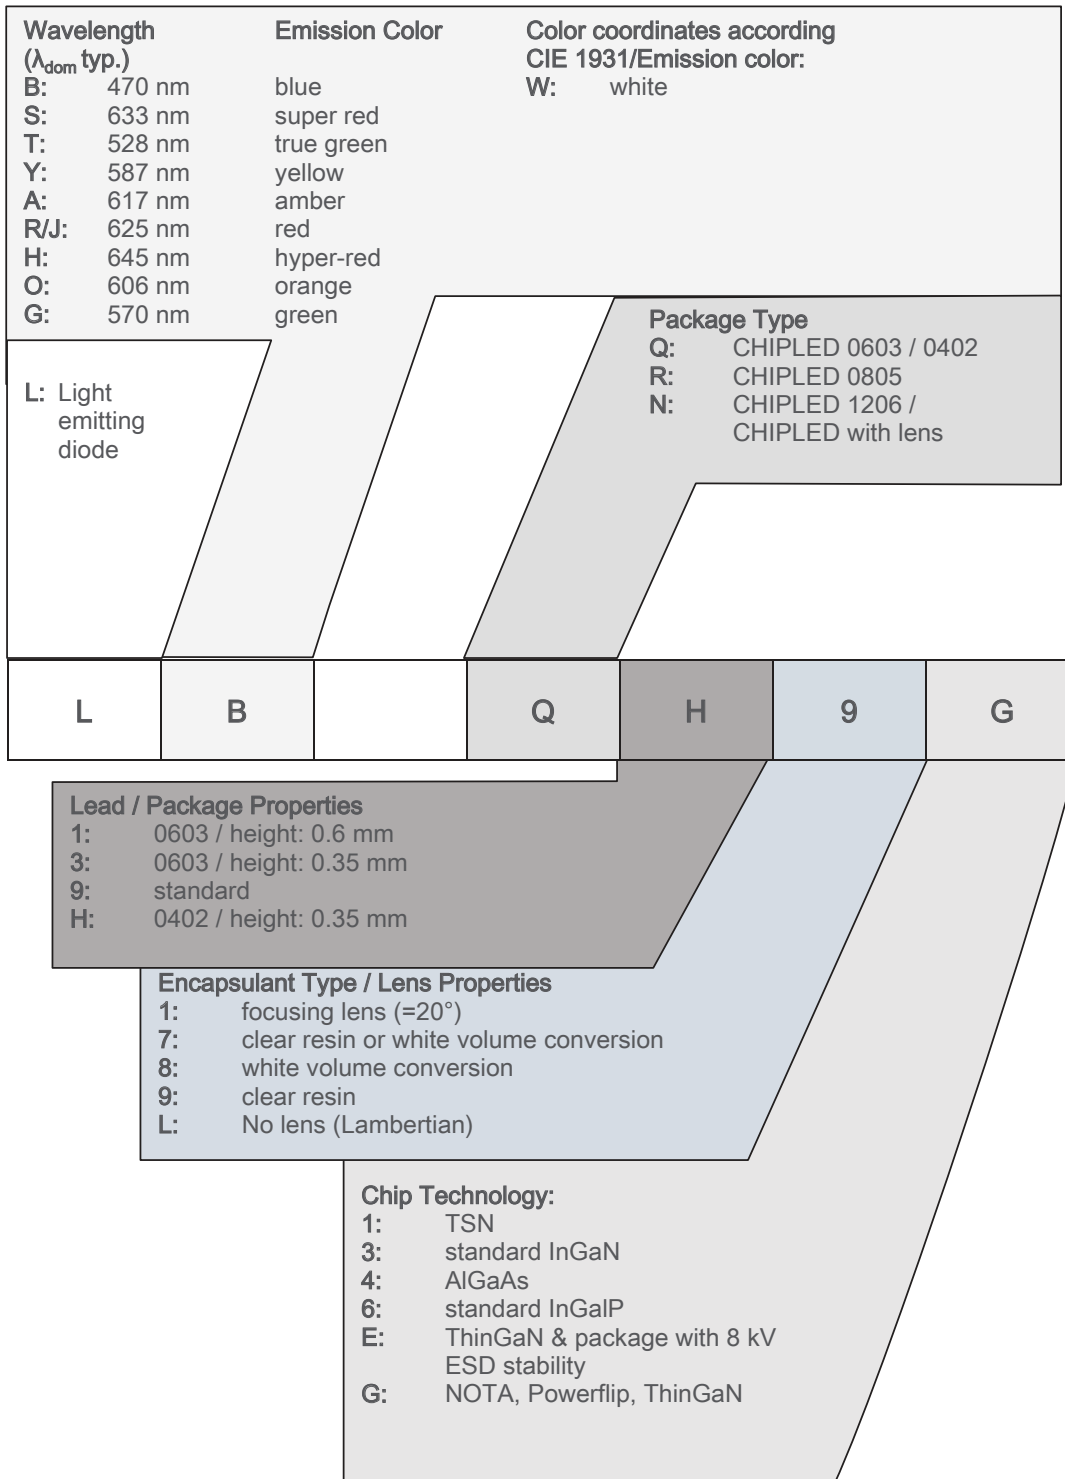 Wavelength Emission Color Color coordinates according
(λdom typ.) CIE 1931/Emission color:
B: 470 nm blue W: white
S: 633 nm super red
T: 528 nm true green
Y: 587 nm yellow
A: 617 nm amber
R/J: 625 nm red
H: 645 nm hyper-red
O: 606 nm orange
G: 570 nm green
Package Type
Q: CHIPLED 0603 / 0402
R: CHIPLED 0805
N: CHIPLED 1206 /
CHIPLED with lens
L: Light
emitting
diode
L B Q H 9 G
Lead / Package Properties
1: 0603 / height: 0.6 mm
3: 0603 / height: 0.35 mm
9: standard
H: 0402 / height: 0.35 mm
Encapsulant Type / Lens Properties
1: focusing lens (=20°)
7: clear resin or white volume conversion
8: white volume conversion
9: clear resin
L: No lens (Lambertian)
Chip Technology:
1: TSN
3: standard InGaN
4: AlGaAs
6: standard InGalP
E: ThinGaN & package with 8 kV
ESD stability
G: NOTA, Powerflip, ThinGaN